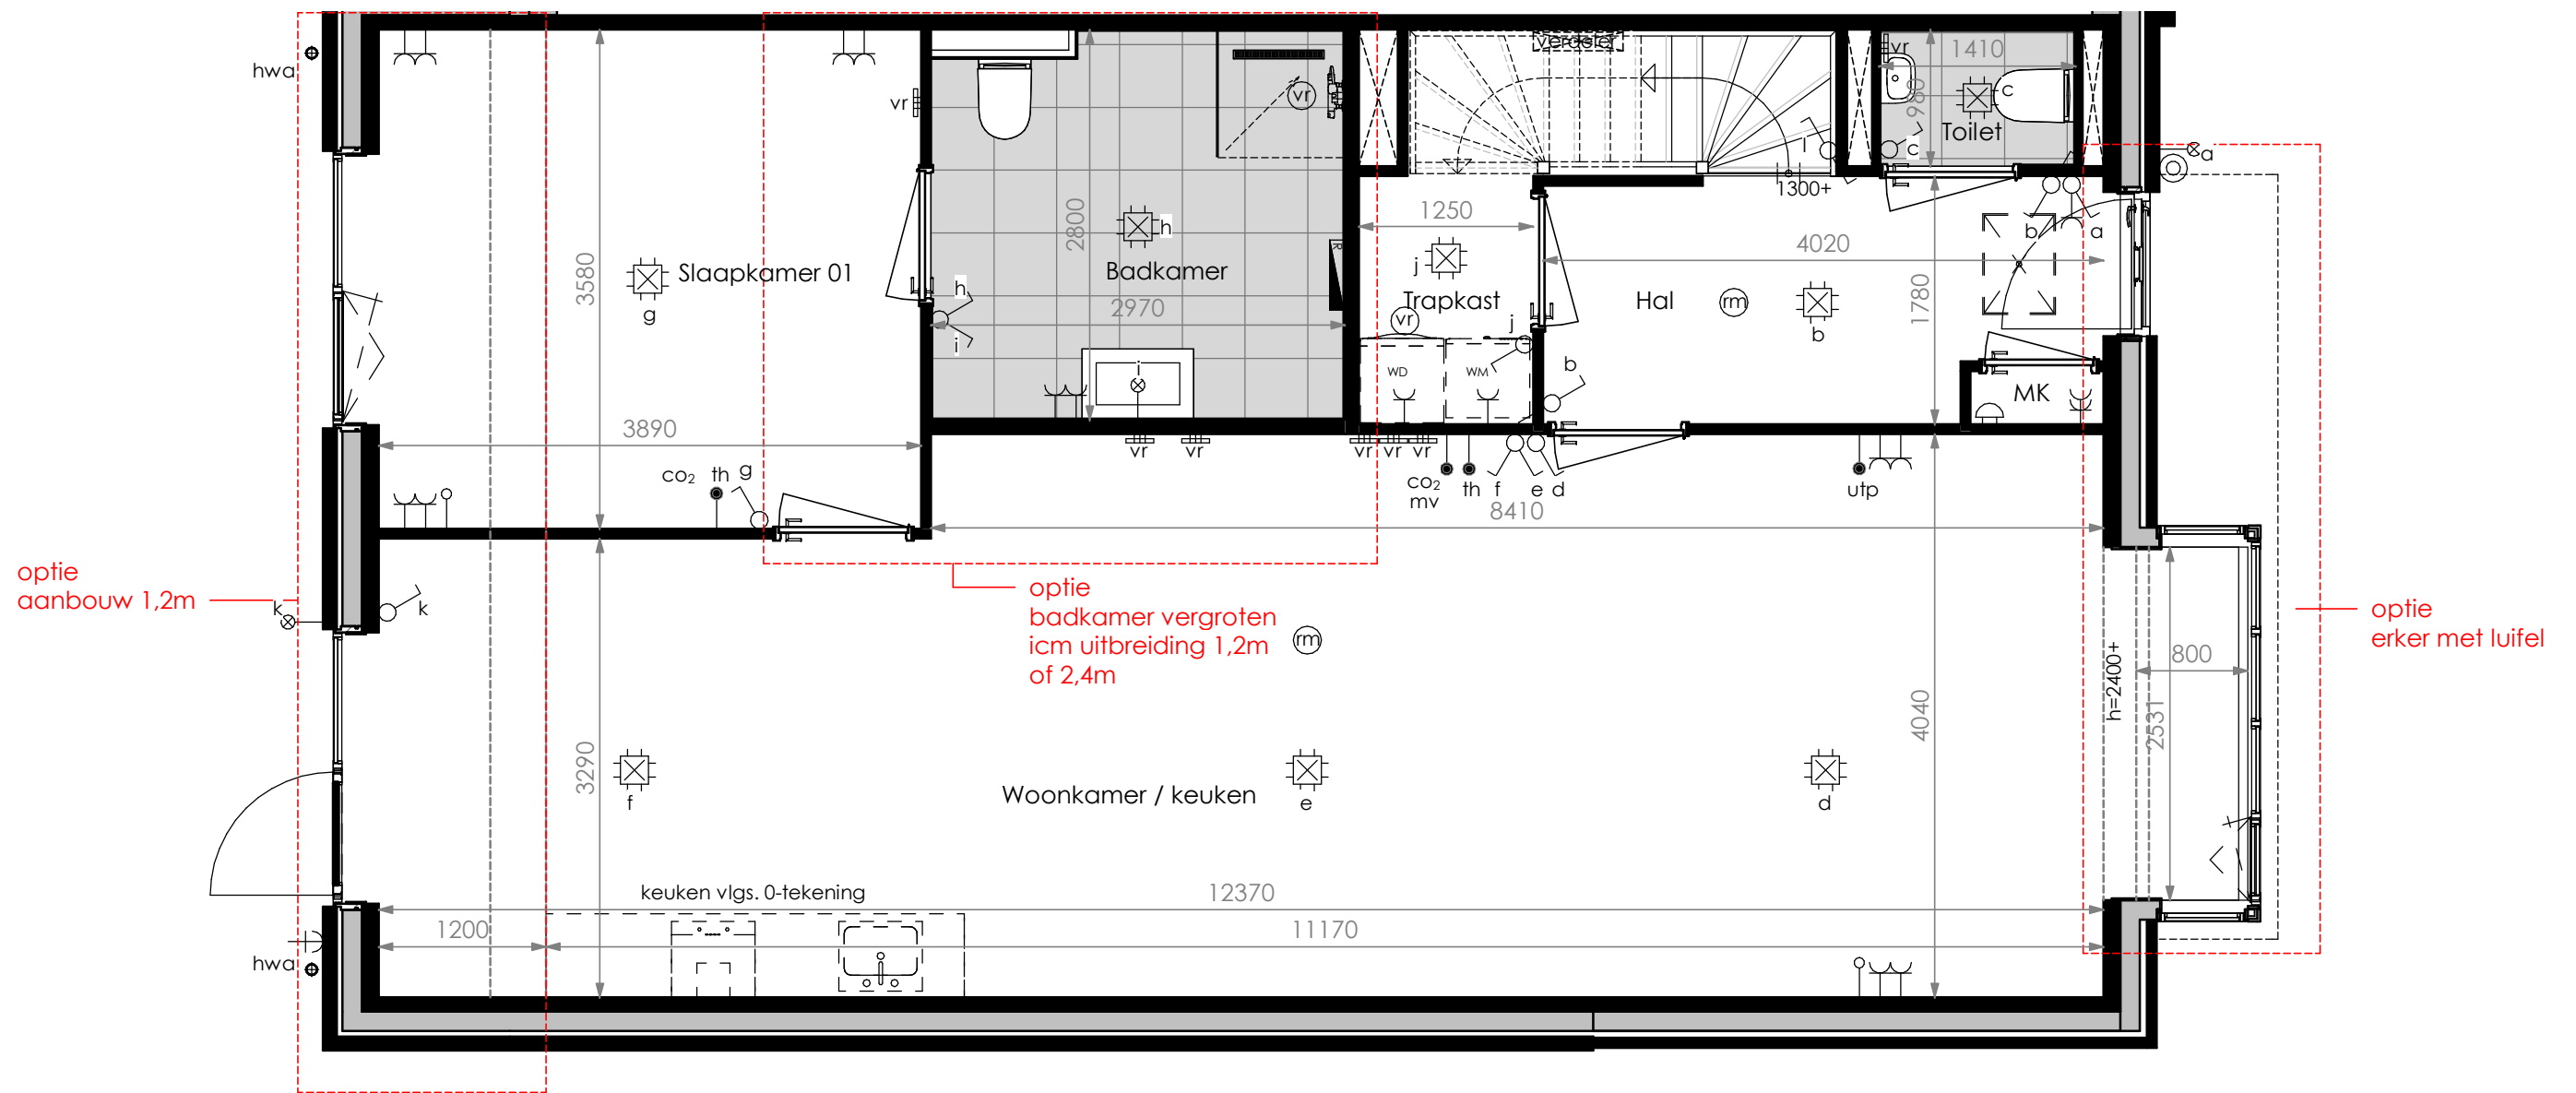 hwa
vr
verdeler
vr
1410
980
c
Toilet
c
a
vr
l
1300+
3580
Slaapkamer 01
g
2800
h
Badkamer
2970
h
i
i
R
1250
j
Trapkast
vr
j
WD
WM
4020
Hal
rm
b
1780
b
a
b
MK
3890
co₂
th
g
vr
vr
vr
vr
vr
co₂
mv
th
f
e
d
utp
8410
optie
aanbouw 1,2m
k
k
optie
badkamer vergroten
icm uitbreiding 1,2m
of 2,4m
rm
optie
erker met luifel
h=2400+
800
2531
4040
3290
f
Woonkamer / keuken
e
d
keuken vlgs. 0-tekening
12370
1200
11170
hwa